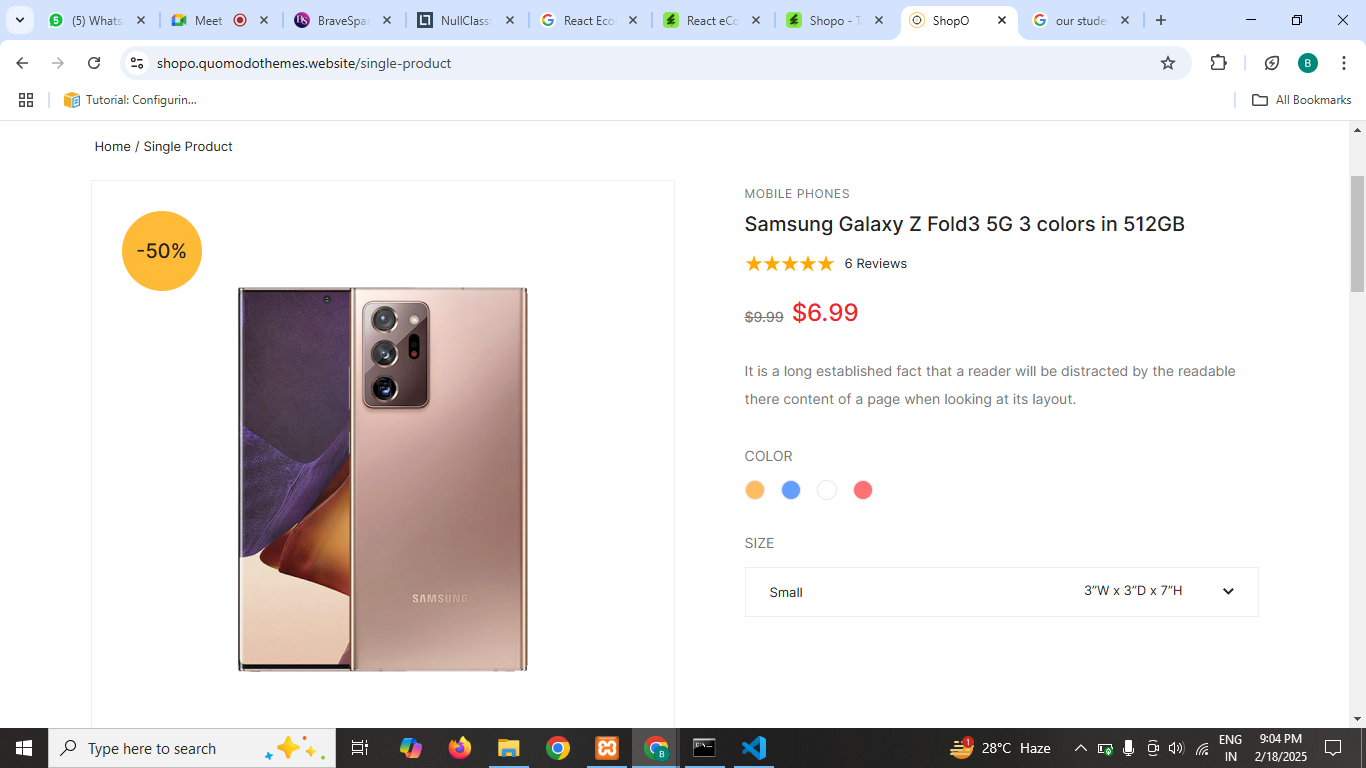 (5) Whats
Meet
BraveSpar
NullClass:
React Eco
React eCo
Shopo - T
ShopO
our stude
shopo.quomodothemes.website/single-product
B
Tutorial: Configurin...
All Bookmarks
Home / Single Product
-50%
SAMSUNG
MOBILE PHONES
Samsung Galaxy Z Fold3 5G 3 colors in 512GB
6 Reviews
$9.99 $6.99
It is a long established fact that a reader will be distracted by the readable
there content of a page when looking at its layout.
COLOR
SIZE
Small 3”W x 3”D x 7”H
Type here to search
1
28°C Haze
ENG
IN
9:04 PM
2/18/2025